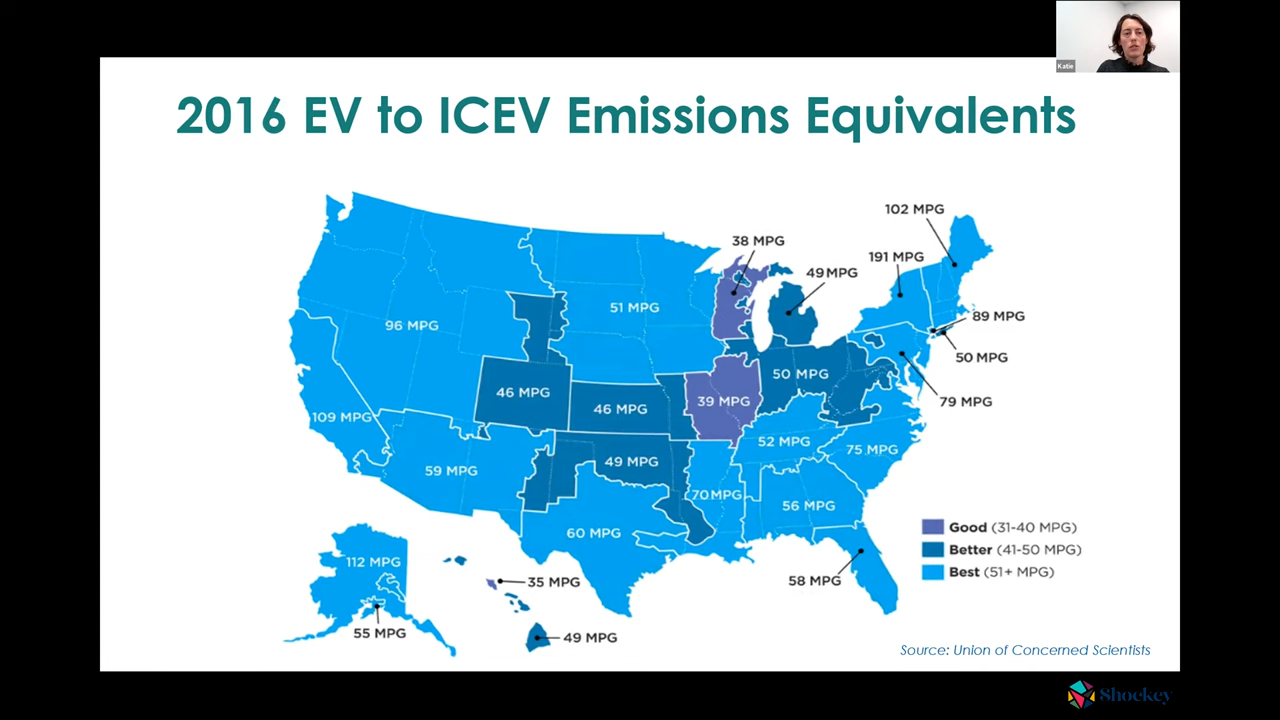 Katie
2016 EV to ICEV Emissions Equivalents
102 MPG
38 MPG
191 MPG
49 MPG
51 MPG
96 MPG
89 MPG
50 MPG
50 MPG
46 MPG
79 MPG
46 MPG
39 MPG
109 MPG
52 MPG
75 MPG
49 MPG
59 MPG
70 MPG
56 MPG
60 MPG
Good (31-40 MPG)
Better (41-50 MPG)
Best (51+ MPG)
112 MPG
35 MPG
58 MPG
55 MPG
49 MPG
Source: Union of Concerned Scientists
Shockey